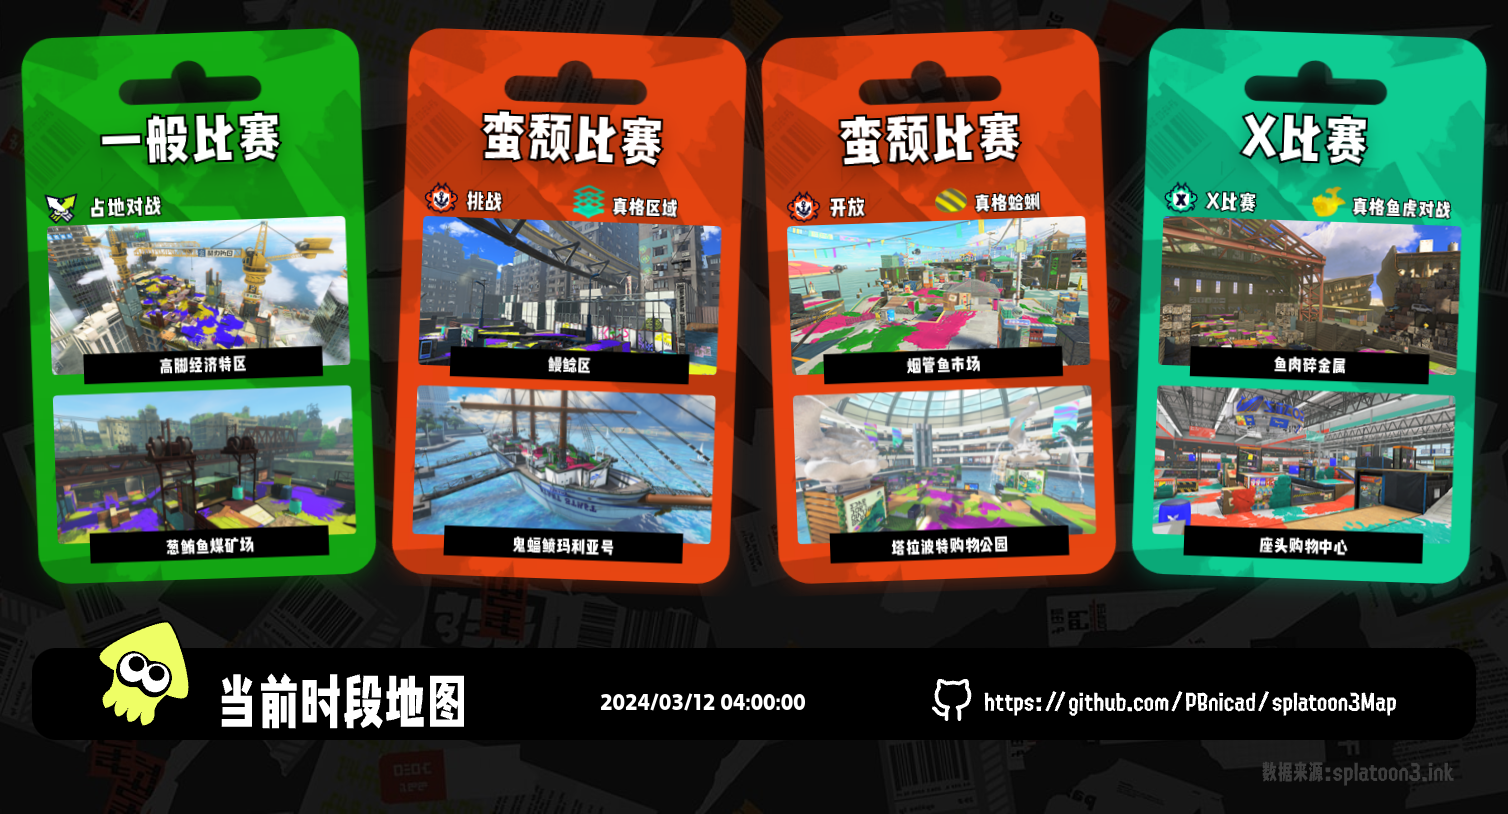 一般比赛
占地对战
高脚经济特区
葱鲔鱼煤矿场
蛮颓比赛
挑战
真格区域
鳗鲶区
鬼蝠鲼玛利亚号
蛮颓比赛
开放
真格蛤蜊
烟管鱼市场
塔拉波特购物公园
X比赛
X比赛
真格鱼虎对战
鱼肉碎金属
座头购物中心
当前时段地图
2024/03/12 04:00:00
https://github.com/PBnicad/splatoon3Map
数据来源:splatoon3.ink